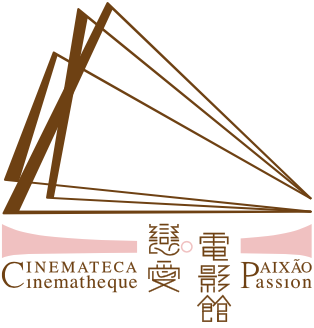 CINEMATECA
Cinematheque
戀愛
電影館
PAIXÃO
Passion